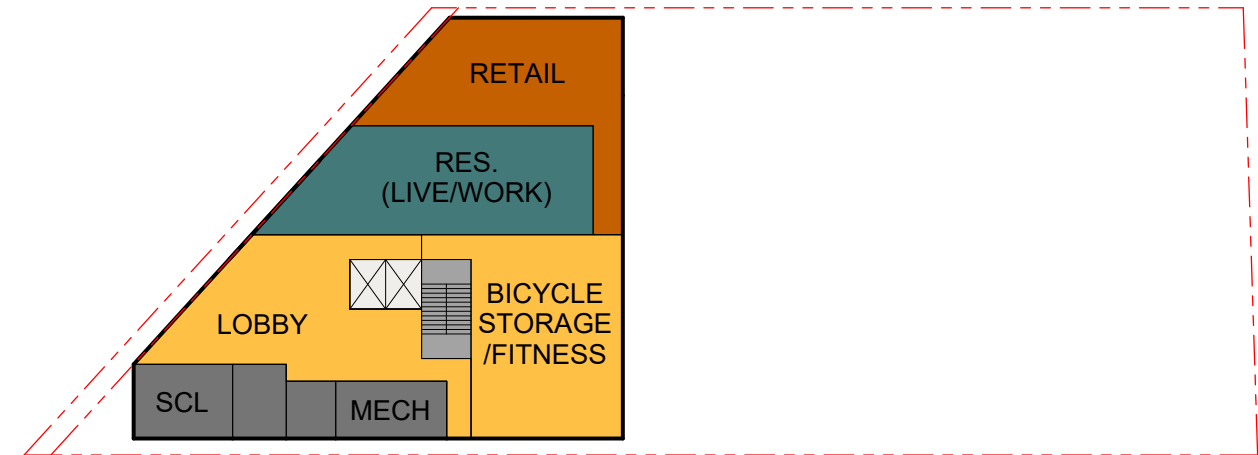 RETAIL
RES.
(LIVE/WORK)
LOBBY
BICYCLE
STORAGE
/FITNESS
SCL
MECH